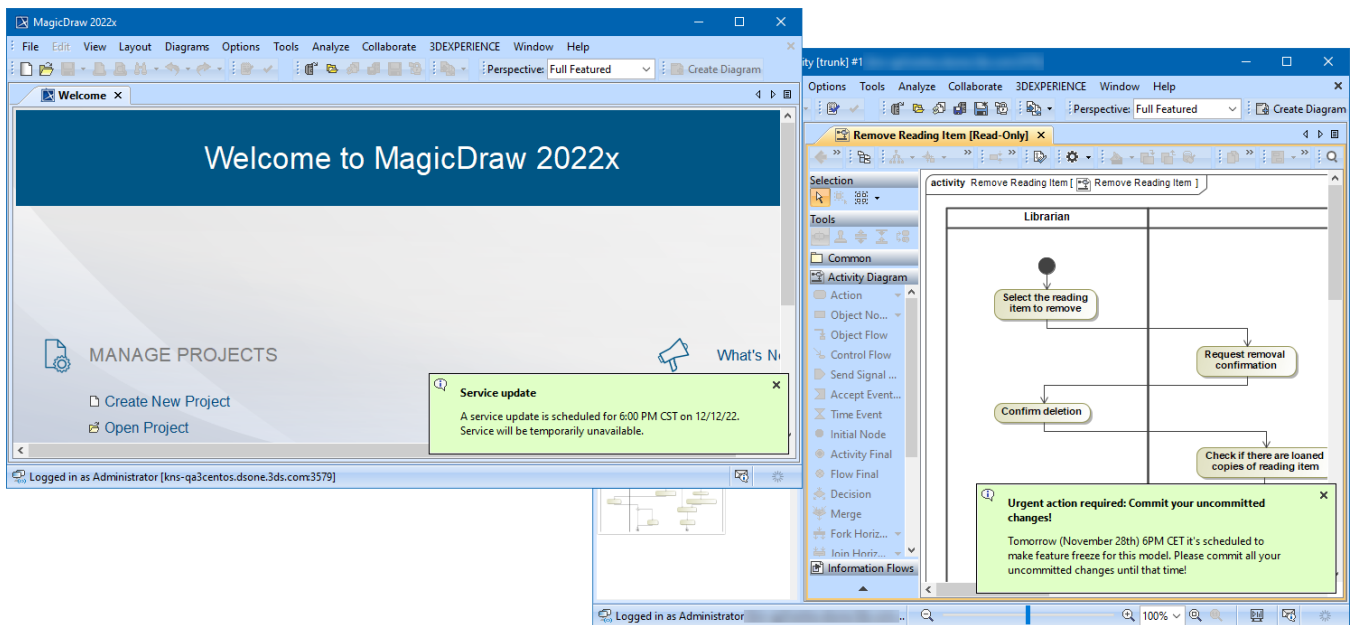 MagicDraw 2022x
File Edit View Layout Diagrams Options Tools Analyze Collaborate 3DEXPERIENCE Window Help
Perspective: Full Featured Create Diagram
Welcome
Welcome to MagicDraw 2022x
MANAGE PROJECTS
What's N
Create New Project
Open Project
Service update
A service update is scheduled for 6:00 PM CST on 12/12/22.
Service will be temporarily unavailable.
Logged in as Administrator [kns-qa3centos.dsone.3ds.com:3579]
ity [trunk] #1
Options Tools Analyze Collaborate 3DEXPERIENCE Window Help
Perspective: Full Featured Create Diagram
Remove Reading Item [Read-Only]
Selection
Tools
Common
Activity Diagram
Action
Object No...
Object Flow
Control Flow
Send Signal ...
Accept Event...
Time Event
Initial Node
Activity Final
Flow Final
Decision
Merge
Fork Horiz...
Join Horiz...
Information Flows
activity Remove Reading Item [ Remove Reading Item ]
Librarian
Select the reading
item to remove
Request removal
confirmation
Confirm deletion
Check if there are loaned
copies of reading item
Urgent action required: Commit your uncommitted
changes!
Tomorrow (November 28th) 6PM CET it's scheduled to
make feature freeze for this model. Please commit all your
uncommitted changes until that time!
Logged in as Administrator
..
100%